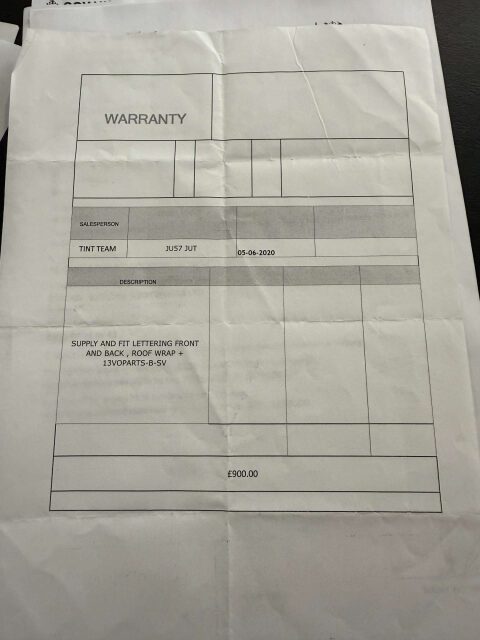 WARRANTY
SALESPERSON
TINT TEAM JU57 JUT 05-06-2020
DESCRIPTION
SUPPLY AND FIT LETTERING FRONT
AND BACK , ROOF WRAP +
13VOPARTS-B-SV
£900.00